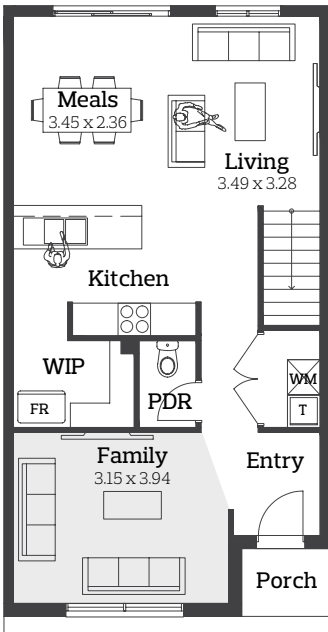 Meals
3.45 x 2.36
Living
3.49 x 3.28
Kitchen
WIP
FR
PDR
WM
T
Family
3.15 x 3.94
Entry
Porch